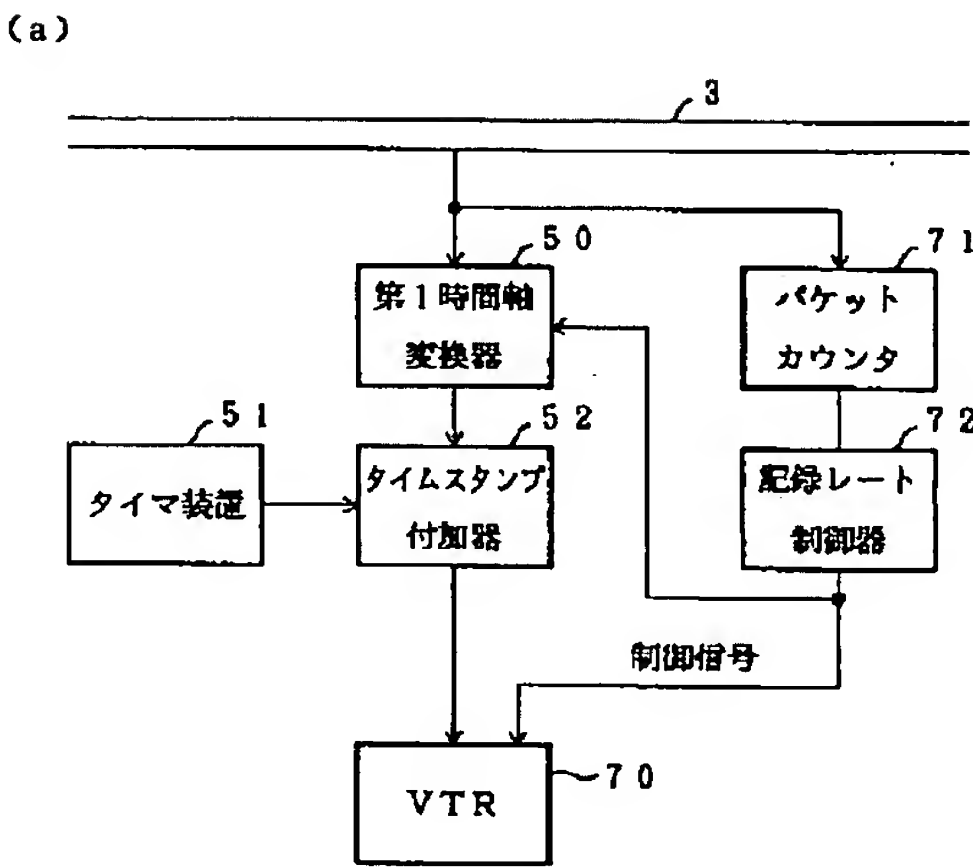 (a)
3
50
第1時間軸
変換器
71
パケット
カウンタ
51
タイマ装置
52
タイムスタンプ
付加器
72
記録レート
制御器
制御信号
VTR
70